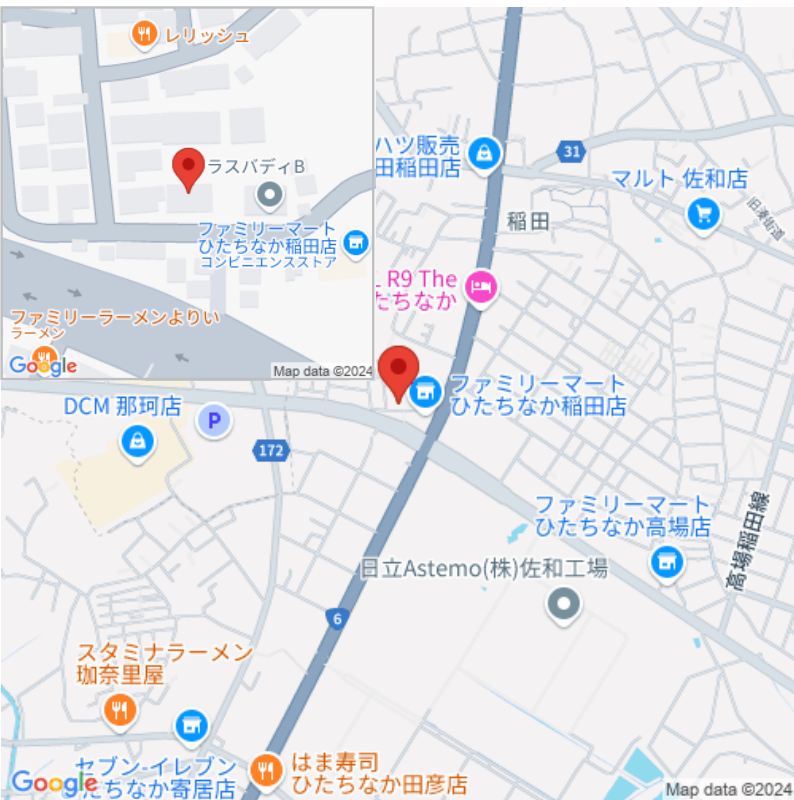 レリッシュ
ラスバディB
ファミリーマート
ひたちなか稲田店
コンビニエンスストア
ファミリーラーメンよりい
ラーメン
Google
Map data ©2024
ハツ販売
田稲田店
31
マルト 佐和店
旧湊街道
稲田
R9 The
たちなか
ファミリーマート
ひたちなか稲田店
DCM 那珂店
P
172
ファミリーマート
ひたちなか高場店
高場稲田線
日立Astemo(株)佐和工場
6
スタミナラーメン
珈奈里屋
セブン-イレブン
たちなか寄居店
はま寿司
ひたちなか田彦店
Google
Map data ©2024